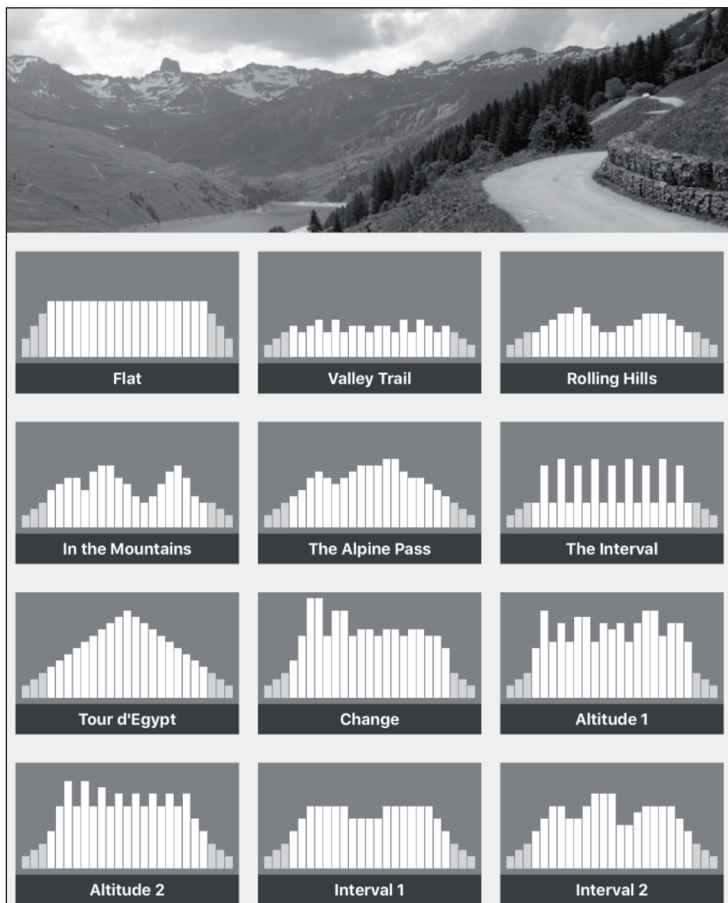 Flat
Valley Trail
Rolling Hills
In the Mountains
The Alpine Pass
The Interval
Tour d'Egypt
Change
Altitude 1
Altitude 2
Interval 1
Interval 2